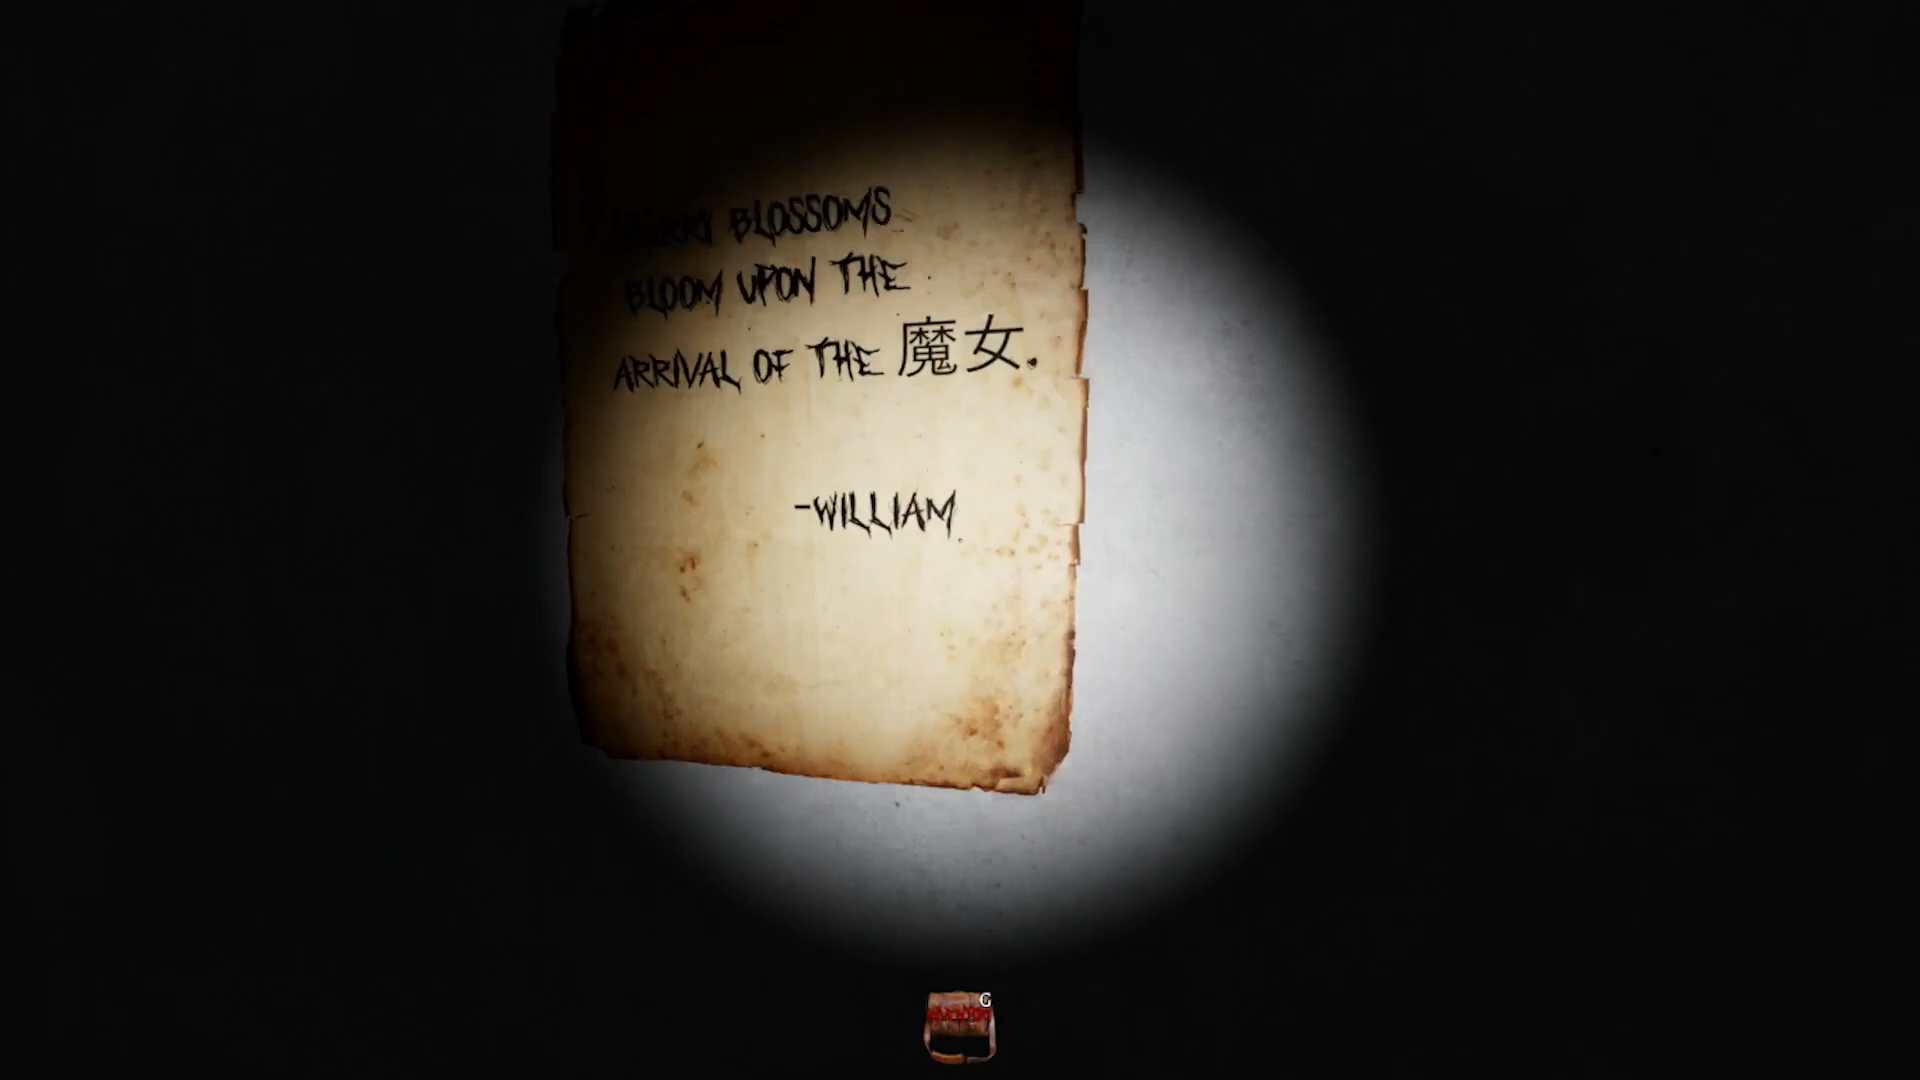 BLOSSOMS
BLOOM UPON THE
ARRIVAL OF THE 魔女.
-WILLIAM
G